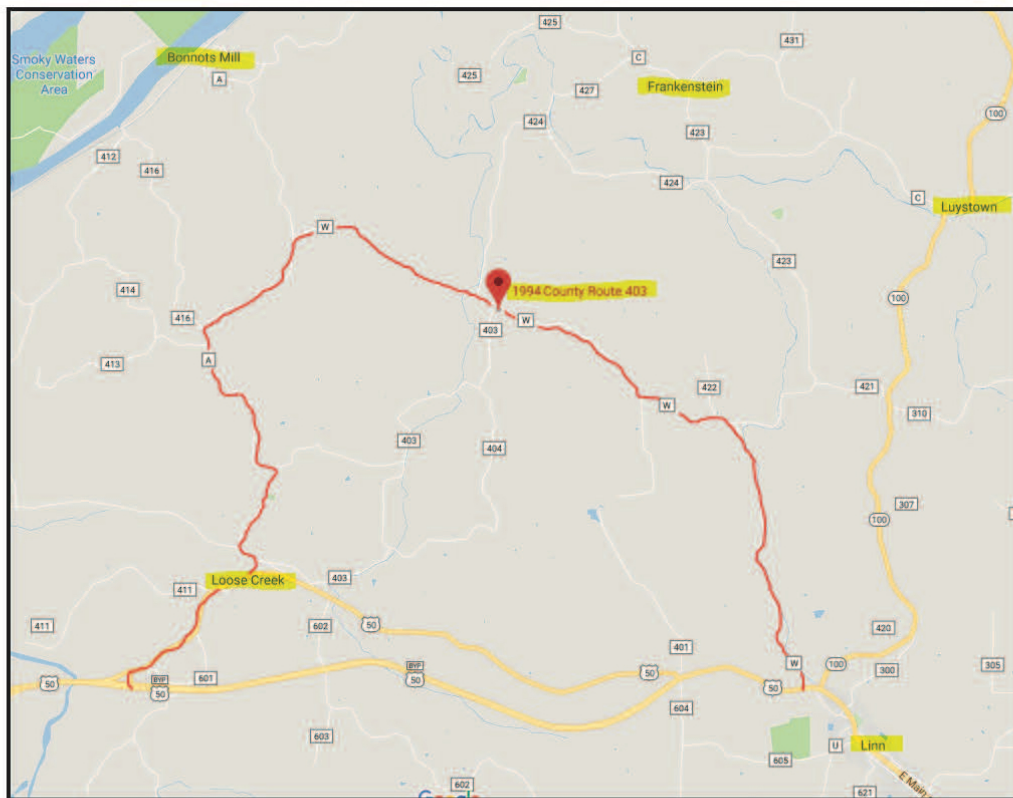 425
431
C
Bonnots Mill
Smoky Waters
Conservation
Area
A
425
427
Frankenstein
100
424
423
412
416
424
C
Luystown
W
423
414
1994 County Route 403
100
416
403
W
A
413
422
421
W
310
403
404
307
100
Loose Creek
403
411
411
602
50
420
401
W
100
300
305
50
601
BYP
50
BYP
50
50
50
604
603
605
U
Linn
602
E Main
621
Google